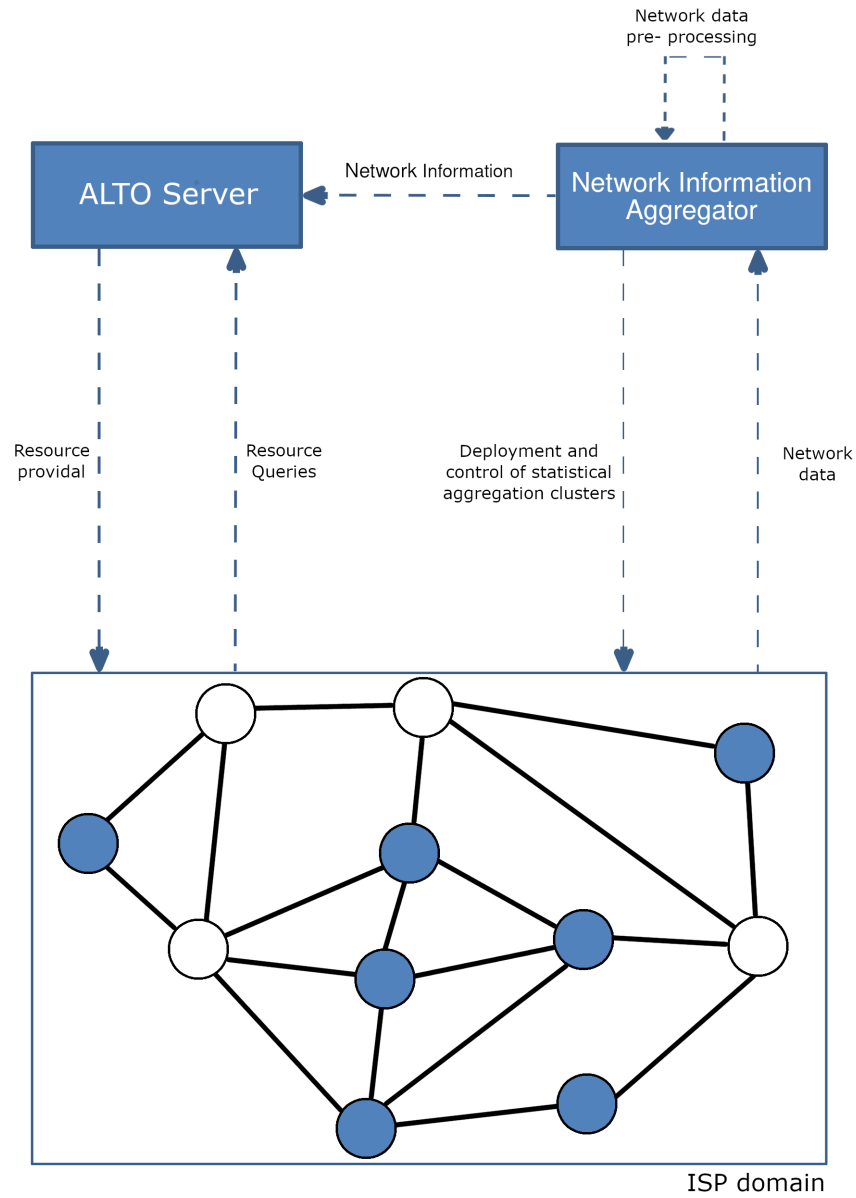 Network data
pre- processing
ALTO Server
Network Information
Network Information
Aggregator
Resource
providal
Resource
Queries
Deployment and
control of statistical
aggregation clusters
Network
data
ISP domain